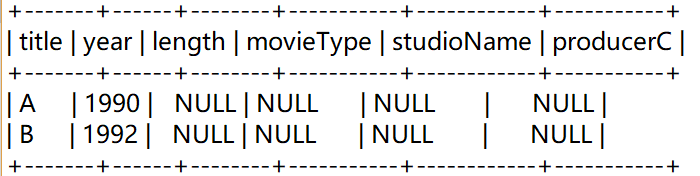 +-------+------+--------+-----------+------------+-----------+
| title | year | length | movieType | studioName | producerC |
+-------+------+--------+-----------+------------+-----------+
| A | 1990 | NULL | NULL | NULL | NULL |
| B | 1992 | NULL | NULL | NULL | NULL |
+-------+------+--------+-----------+------------+-----------+